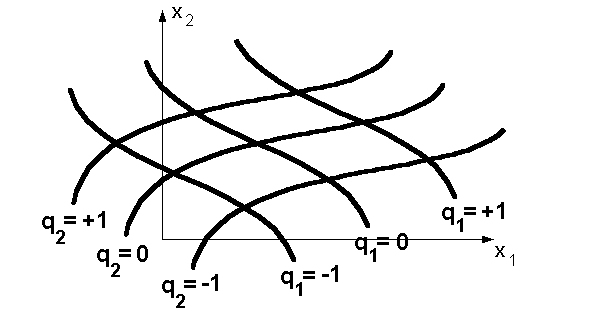 x₂
q₂= +1
q₁= +1
q₂= 0
q₁= 0
x₁
q₂= -1
q₁= -1